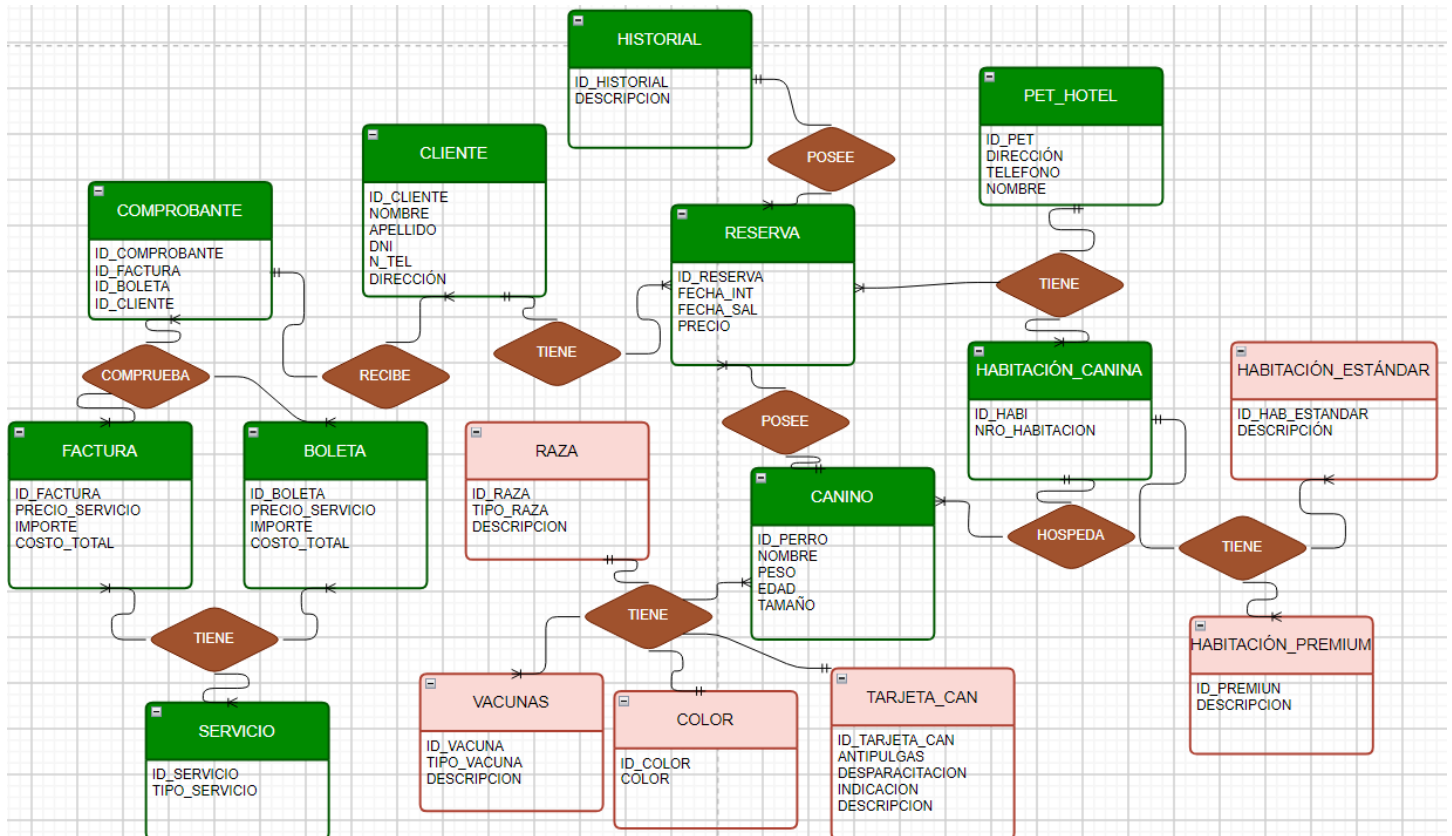 HISTORIAL
ID_HISTORIAL
DESCRIPCION
POSEE
PET_HOTEL
ID_PET
DIRECCIÓN
TELEFONO
NOMBRE
CLIENTE
ID_CLIENTE
NOMBRE
APELLIDO
DNI
N_TEL
DIRECCIÓN
COMPROBANTE
ID_COMPROBANTE
ID_FACTURA
ID_BOLETA
ID_CLIENTE
RESERVA
ID_RESERVA
FECHA_INT
FECHA_SAL
PRECIO
TIENE
COMPRUEBA
RECIBE
TIENE
HABITACIÓN_CANINA
ID_HABI
NRO_HABITACION
HABITACIÓN_ESTÁNDAR
ID_HAB_ESTANDAR
DESCRIPCIÓN
POSEE
FACTURA
ID_FACTURA
PRECIO_SERVICIO
IMPORTE
COSTO_TOTAL
BOLETA
ID_BOLETA
PRECIO_SERVICIO
IMPORTE
COSTO_TOTAL
RAZA
ID_RAZA
TIPO_RAZA
DESCRIPCION
CANINO
ID_PERRO
NOMBRE
PESO
EDAD
TAMAÑO
HOSPEDA
TIENE
TIENE
TIENE
HABITACIÓN_PREMIUM
ID_PREMIUN
DESCRIPCION
SERVICIO
ID_SERVICIO
TIPO_SERVICIO
VACUNAS
ID_VACUNA
TIPO_VACUNA
DESCRIPCION
COLOR
ID_COLOR
COLOR
TARJETA_CAN
ID_TARJETA_CAN
ANTIPULGAS
DESPARACITACION
INDICACIÓN
DESCRIPCION